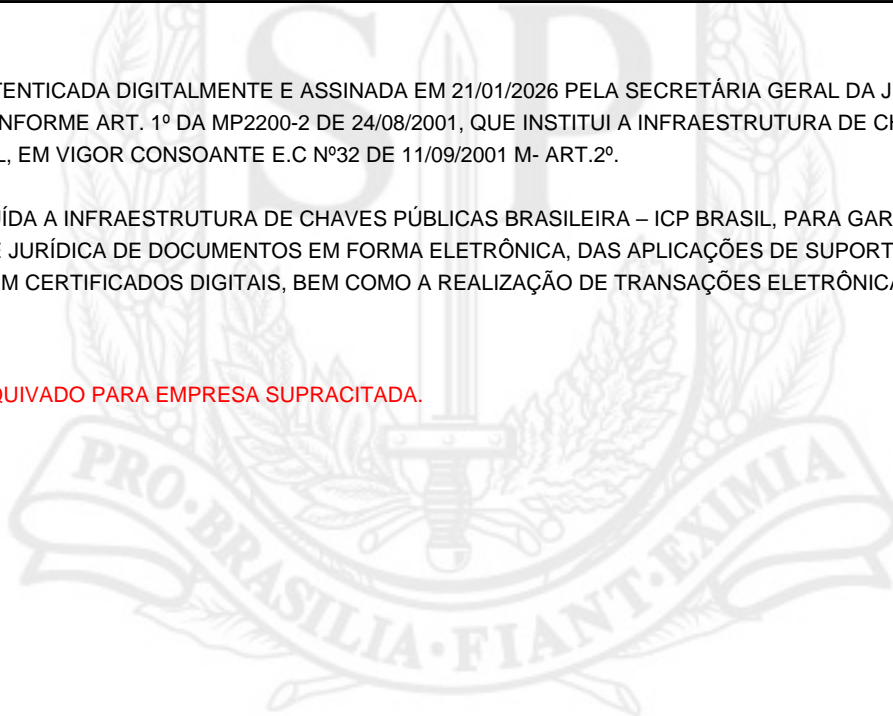 TENTICADA DIGITALMENTE E ASSINADA EM 21/01/2026 PELA SECRETÁRIA GERAL DA J
NFORME ART. 1º DA MP2200-2 DE 24/08/2001, QUE INSTITUI A INFRAESTRUTURA DE CH
L, EM VIGOR CONSOANTE E.C Nº32 DE 11/09/2001 M- ART.2º.
UÍDA A INFRAESTRUTURA DE CHAVES PÚBLICAS BRASILEIRA – ICP BRASIL, PARA GAR
E JURÍDICA DE DOCUMENTOS EM FORMA ELETRÔNICA, DAS APLICAÇÕES DE SUPORT
M CERTIFICADOS DIGITAIS, BEM COMO A REALIZAÇÃO DE TRANSAÇÕES ELETRÔNICA
QUIVADO PARA EMPRESA SUPRACITADA.
SP
PRO·BRASILIA·FIANT·EXIMIA